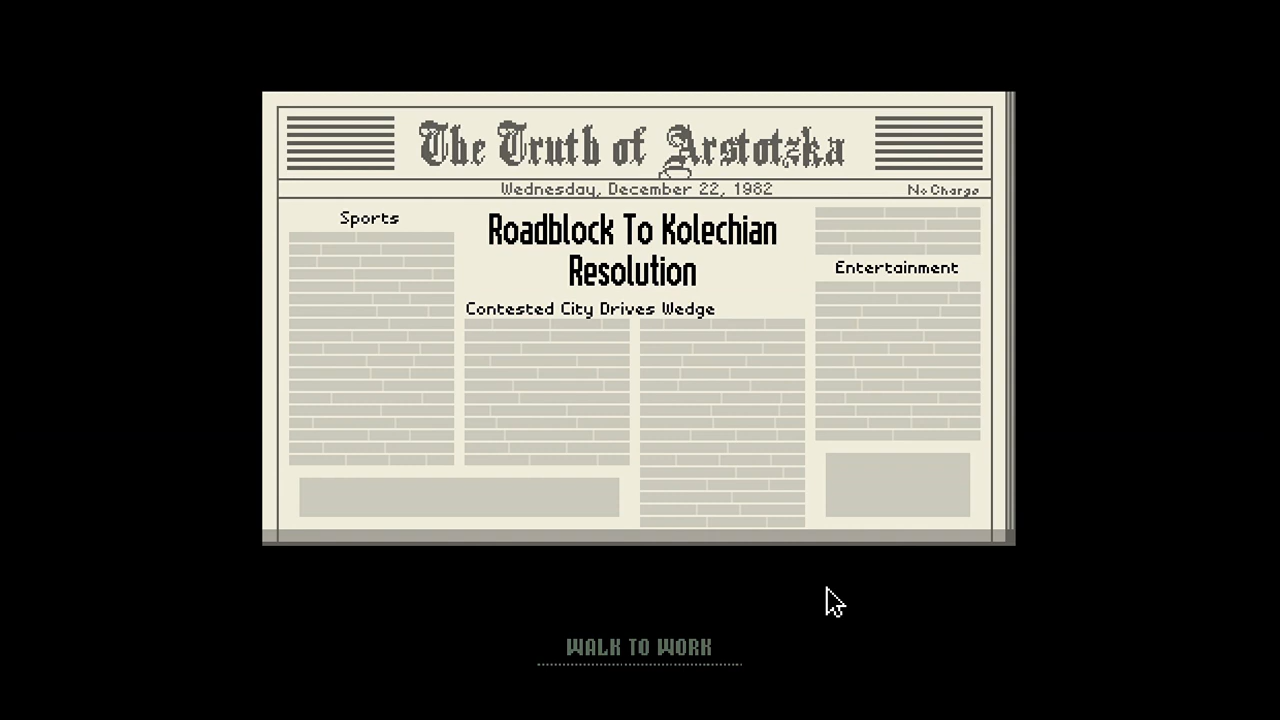 The Truth of Arstotzka
Wednesday, December 22, 1982
No Charge
Sports
Roadblock To Kolechian
Resolution
Contested City Drives Wedge
Entertainment
WALK TO WORK